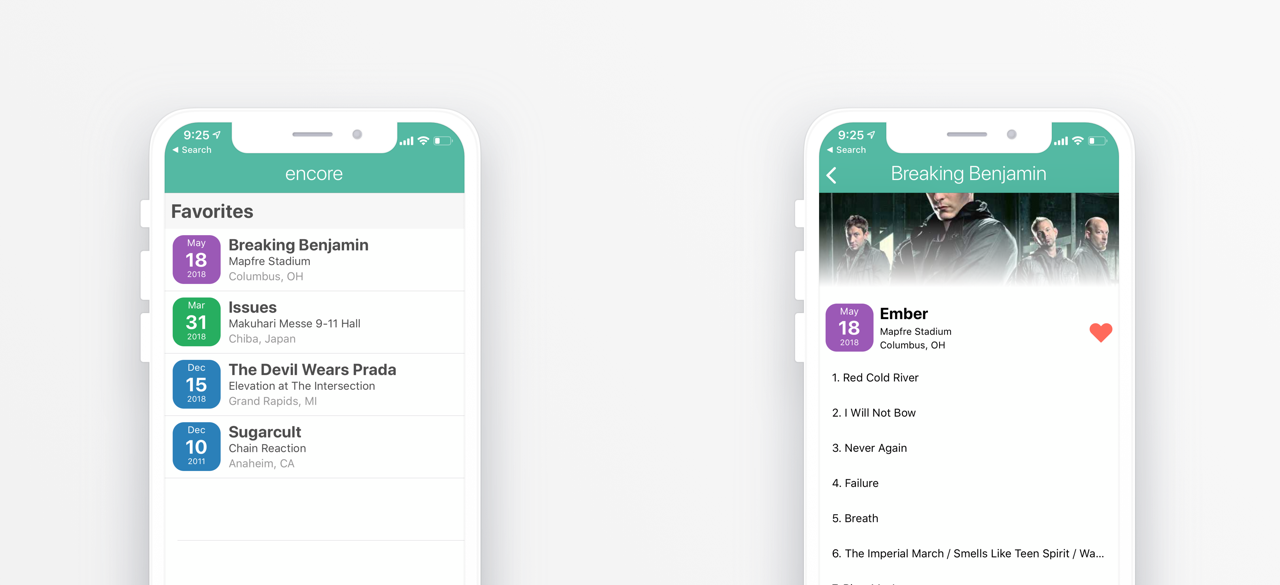 9:25
◀ Search
encore
Favorites
May
18
2018
Breaking Benjamin
Mapfre Stadium
Columbus, OH
Mar
31
2018
Issues
Makuhari Messe 9-11 Hall
Chiba, Japan
Dec
15
2018
The Devil Wears Prada
Elevation at The Intersection
Grand Rapids, MI
Dec
10
2011
Sugarcult
Chain Reaction
Anaheim, CA
9:25
◀ Search
Breaking Benjamin
May
18
2018
Ember
Mapfre Stadium
Columbus, OH
1. Red Cold River
2. I Will Not Bow
3. Never Again
4. Failure
5. Breath
6. The Imperial March / Smells Like Teen Spirit / Wa...